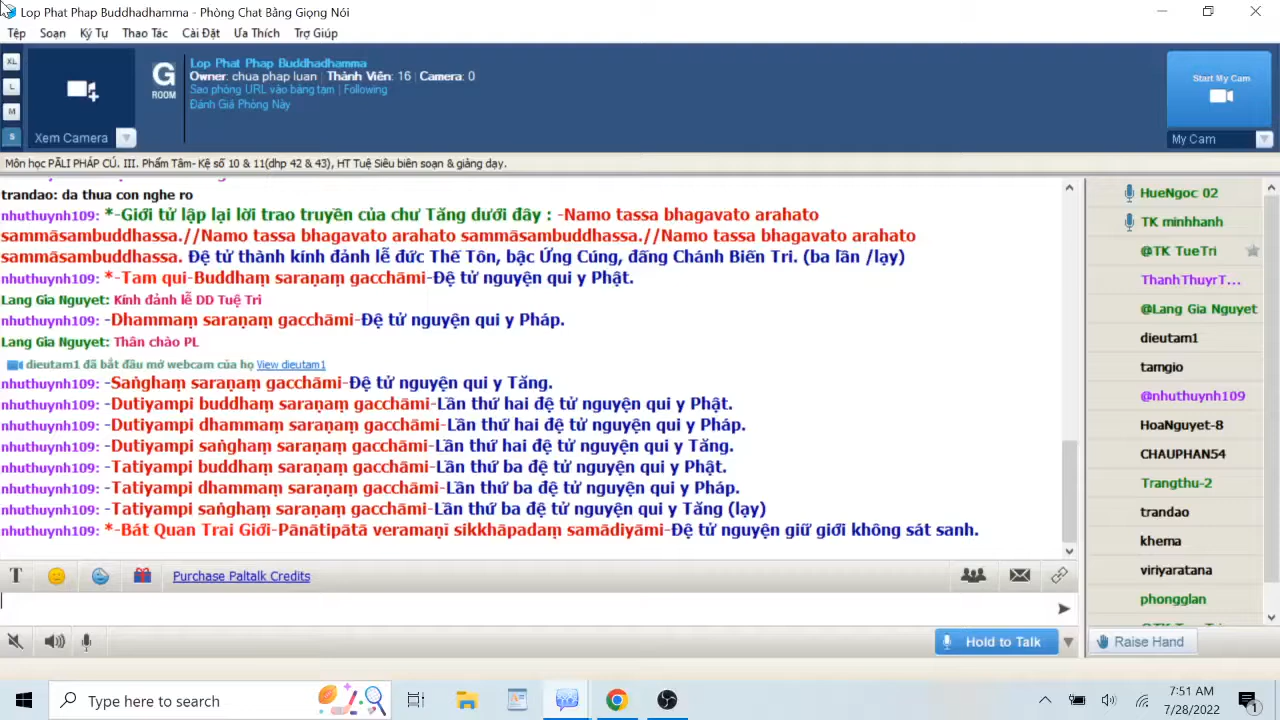 Lop Phat Phap Buddhadhamma - Phòng Chat Bằng Giọng Nói
Tệp Soạn Ký Tự Thao Tác Cài Đặt Ưa Thích Trợ Giúp
XL
L
M
S
Xem Camera
G
ROOM
Lop Phat Phap Buddhadhamma
Owner: chua phap luan | Thành Viên: 16 | Camera: 0
Sao phòng URL vào bảng tạm | Following
Đánh Giá Phòng Này
Start My Cam
My Cam
Môn học PĀLI PHÁP CÚ. III. Phẩm Tâm- Kệ số 10 & 11(dhp 42 & 43), HT Tuệ Siêu biên soạn & giảng dạy.
trandao: da thua con nghe ro
nhuthuynh109: *-Giới tử lập lại lời trao truyền của chư Tăng dưới đây : -Namo tassa bhagavato arahato
sammāsambuddhassa.//Namo tassa bhagavato arahato sammāsambuddhassa.//Namo tassa bhagavato arahato
sammāsambuddhassa. Đệ tử thành kính đảnh lễ đức Thế Tôn, bậc Ứng Cúng, đấng Chánh Biến Tri. (ba lần /lạy)
nhuthuynh109: *-Tam qui-Buddhaṃ saraṇaṃ gacchāmi-Đệ tử nguyện qui y Phật.
Lang Gia Nguyet: Kính đảnh lễ DD Tuệ Tri
nhuthuynh109: -Dhammaṃ saraṇaṃ gacchāmi-Đệ tử nguyện qui y Pháp.
Lang Gia Nguyet: Thân chào PL
dieutam1 đã bắt đầu mở webcam của họ View dieutam1
nhuthuynh109: -Saṅghaṃ saraṇaṃ gacchāmi-Đệ tử nguyện qui y Tăng.
nhuthuynh109: -Dutiyampi buddhaṃ saraṇaṃ gacchāmi-Lần thứ hai đệ tử nguyện qui y Phật.
nhuthuynh109: -Dutiyampi dhammaṃ saraṇaṃ gacchāmi-Lần thứ hai đệ tử nguyện qui y Pháp.
nhuthuynh109: -Dutiyampi saṅghaṃ saraṇaṃ gacchāmi-Lần thứ hai đệ tử nguyện qui y Tăng.
nhuthuynh109: -Tatiyampi buddhaṃ saraṇaṃ gacchāmi-Lần thứ ba đệ tử nguyện qui y Phật.
nhuthuynh109: -Tatiyampi dhammaṃ saraṇaṃ gacchāmi-Lần thứ ba đệ tử nguyện qui y Pháp.
nhuthuynh109: -Tatiyampi saṅghaṃ saraṇaṃ gacchāmi-Lần thứ ba đệ tử nguyện qui y Tăng (lạy)
nhuthuynh109: *-Bát Quan Trai Giới-Pānātipātā veramaṇī sikkhāpadaṃ samādiyāmi-Đệ tử nguyện giữ giới không sát sanh.
HueNgoc 02
TK minhhanh
@TK TueTri
ThanhThuyrT...
@Lang Gia Nguyet
dieutam1
tamgio
@nhuthuynh109
HoaNguyet-8
CHAUPHAN54
Trangthu-2
trandao
khema
viriyaratana
phongglan
T
Purchase Paltalk Credits
Hold to Talk
Raise Hand
Type here to search
7:51 AM
7/28/2022
1